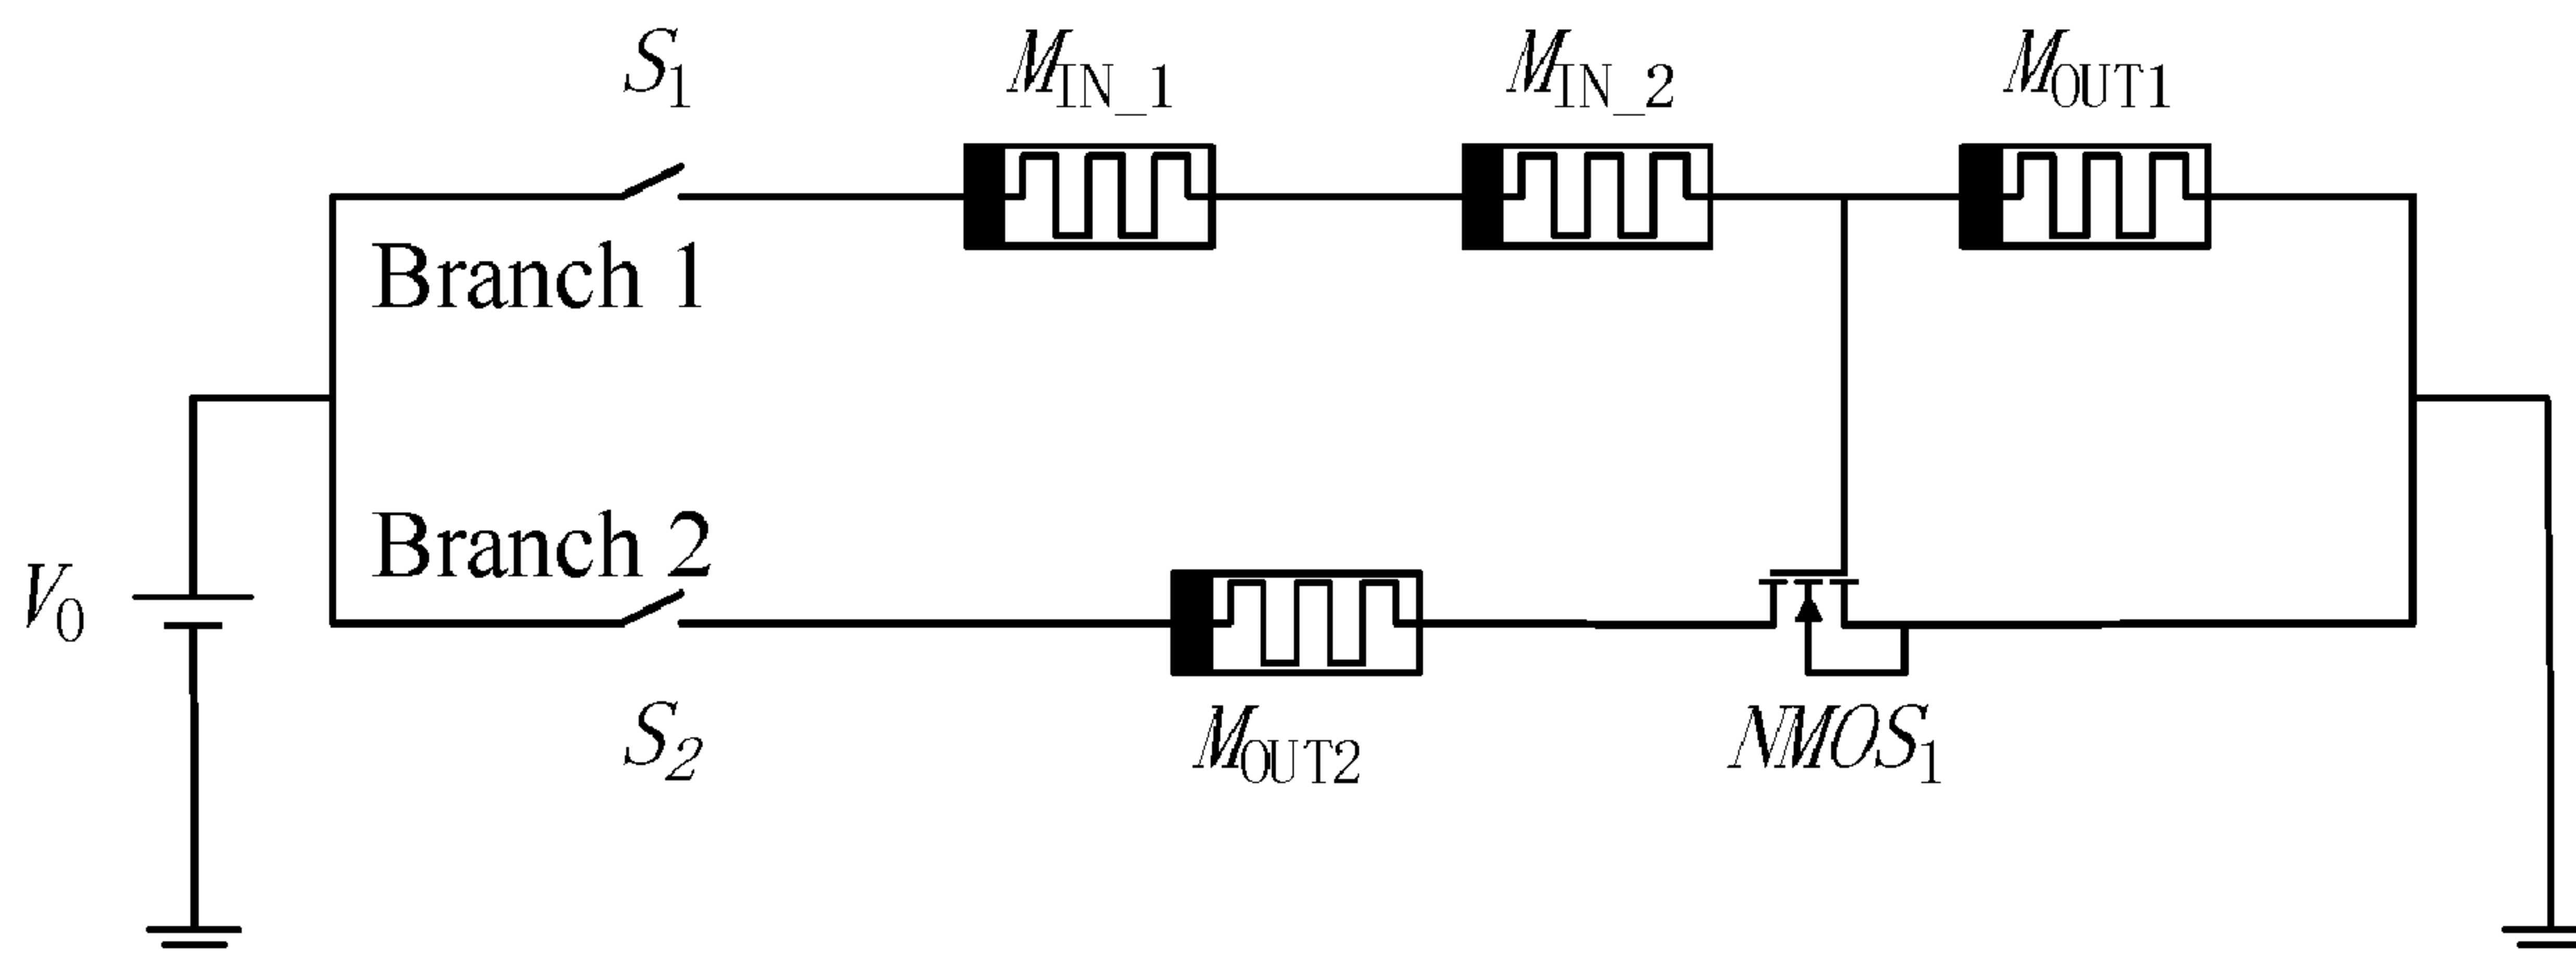 S1
MIN_1
MIN_2
MOUT1
Branch 1
Branch 2
V0
S2
MOUT2
NMOS1